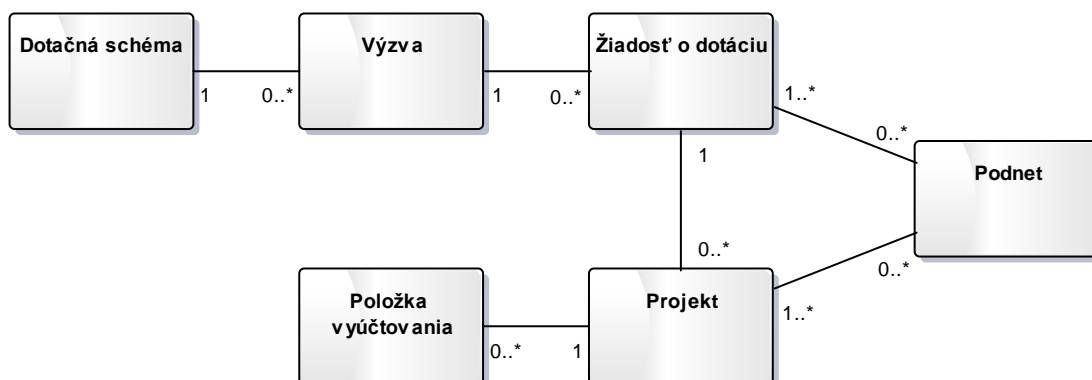 Dotačná schéma
Výzva
Žiadosť o dotáciu
1
0..*
1
0..*
1..*
0..*
1
Podnet
0..*
0..*
Položka
vyúčtovania
Projekt
1..*
0..*
1